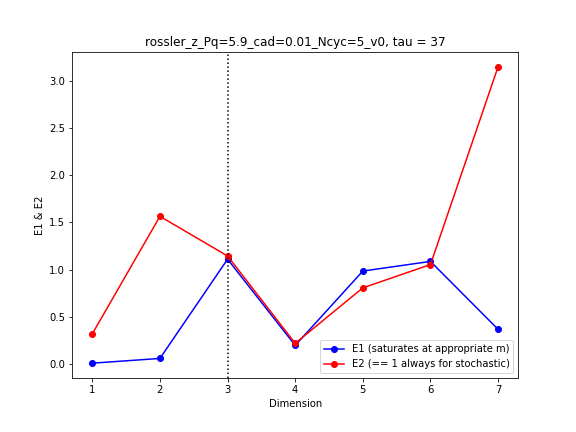 rossler_z_Pq=5.9_cad=0.01_Ncyc=5_v0, tau = 37
E1 & E2
3.0
2.5
2.0
1.5
1.0
0.5
0.0
E1 (saturates at appropriate m)
E2 (== 1 always for stochastic)
1 2 3 4 5 6 7
Dimension